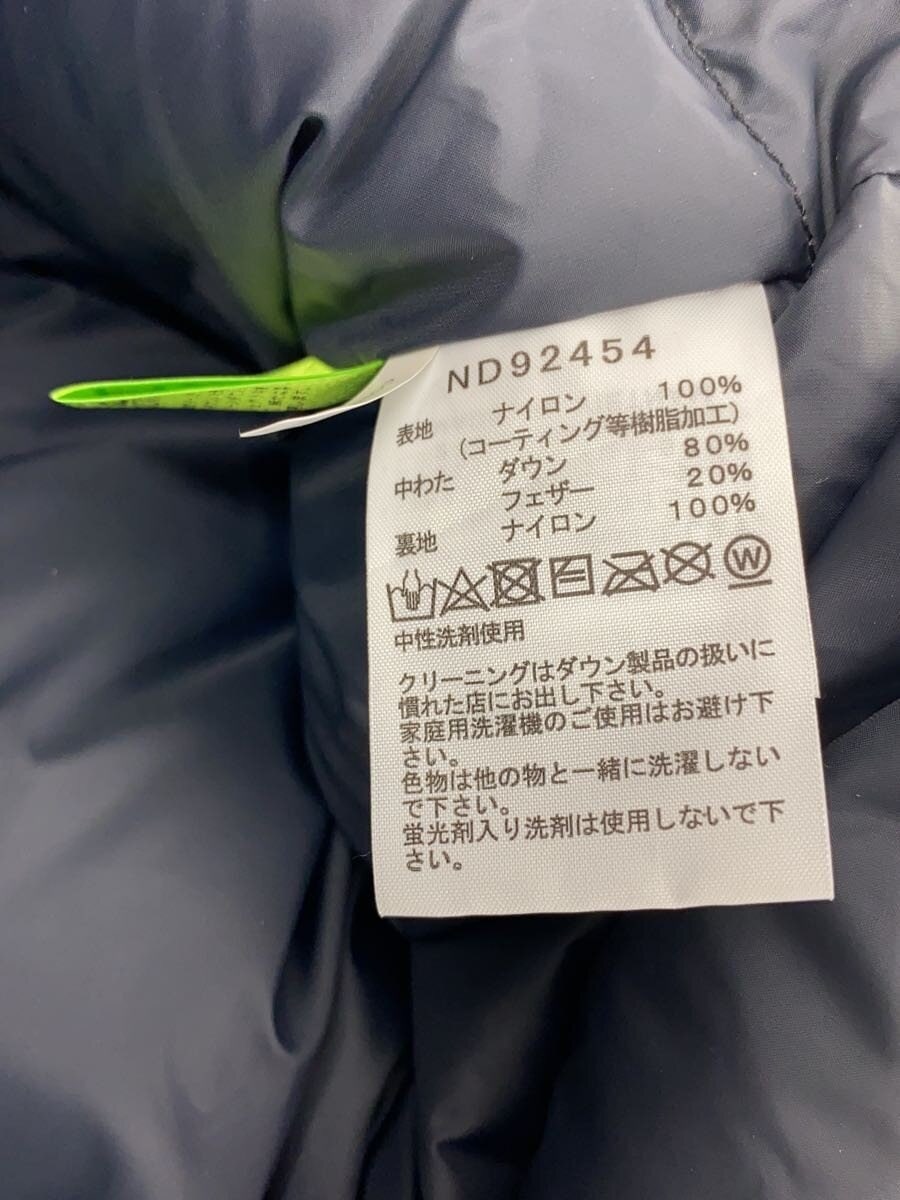 ND92454
表地 ナイロン 100%
(コーティング等樹脂加工)
中わた ダウン 80%
フェザー 20%
裏地 ナイロン 100%
W
中性洗剤使用
クリーニングはダウン製品の扱いに
慣れた店にお出し下さい。
家庭用洗濯機のご使用はお避け下
さい。
色物は他の物と一緒に洗濯しない
で下さい。
蛍光剤入り洗剤は使用しないで下
さい。